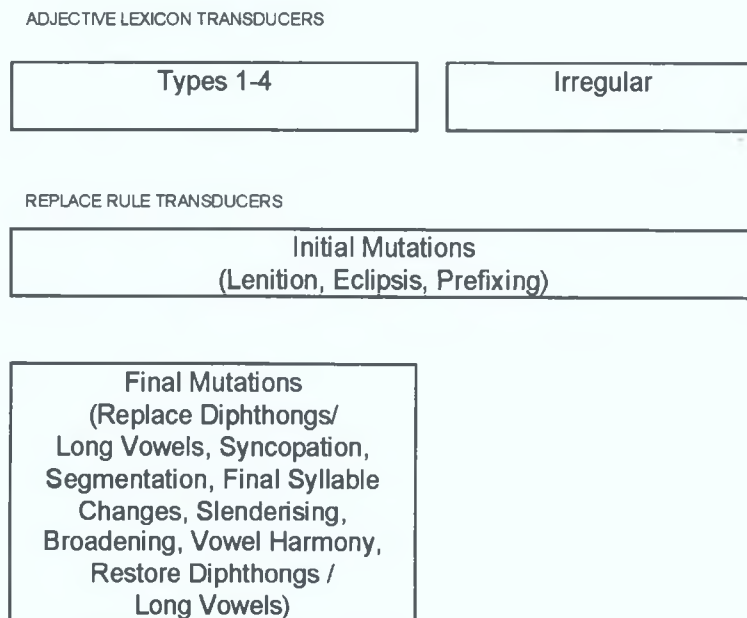 ADJECTIVE LEXICON TRANSDUCERS
Types 1-4
Irregular
REPLACE RULE TRANSDUCERS
Initial Mutations
(Lenition, Eclipsis, Prefixing)
Final Mutations
(Replace Diphthongs/
Long Vowels, Syncopation,
Segmentation, Final Syllable
Changes, Slenderising,
Broadening, Vowel Harmony,
Restore Diphthongs /
Long Vowels)